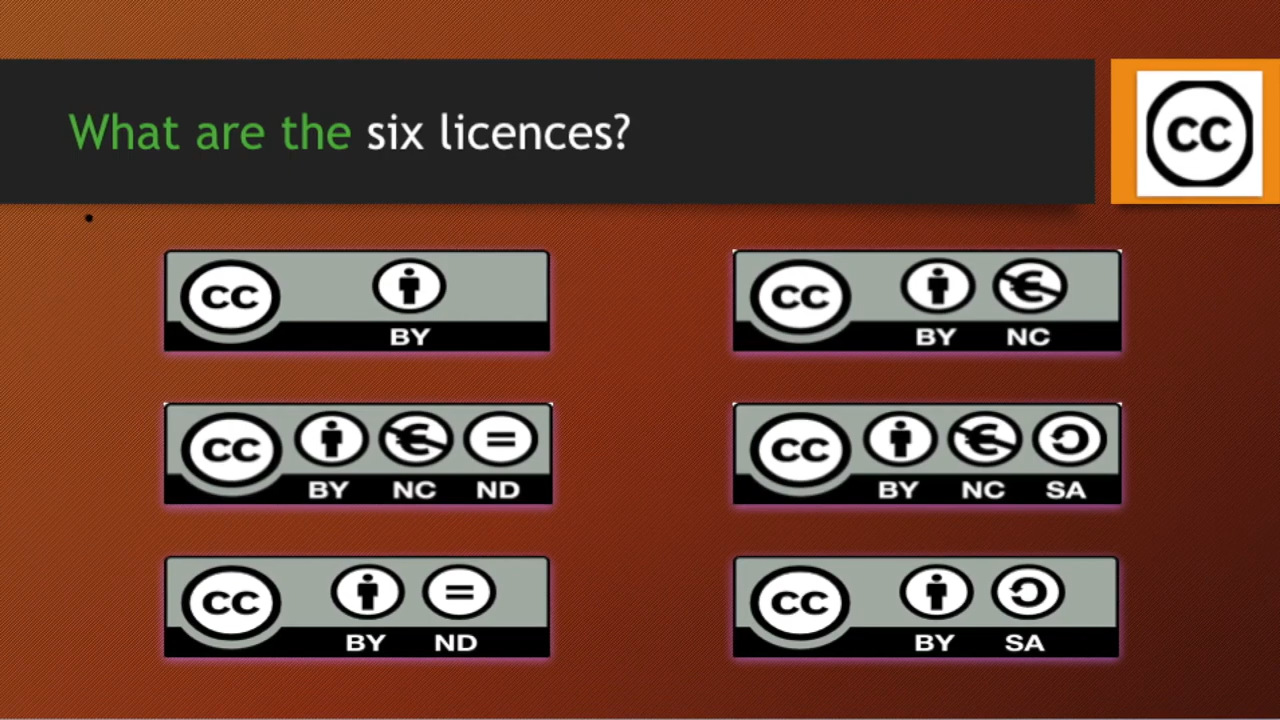 What are the six licences?
CC
CC BY
CC BY NC
CC BY NC ND
CC BY NC SA
CC BY ND
CC BY SA